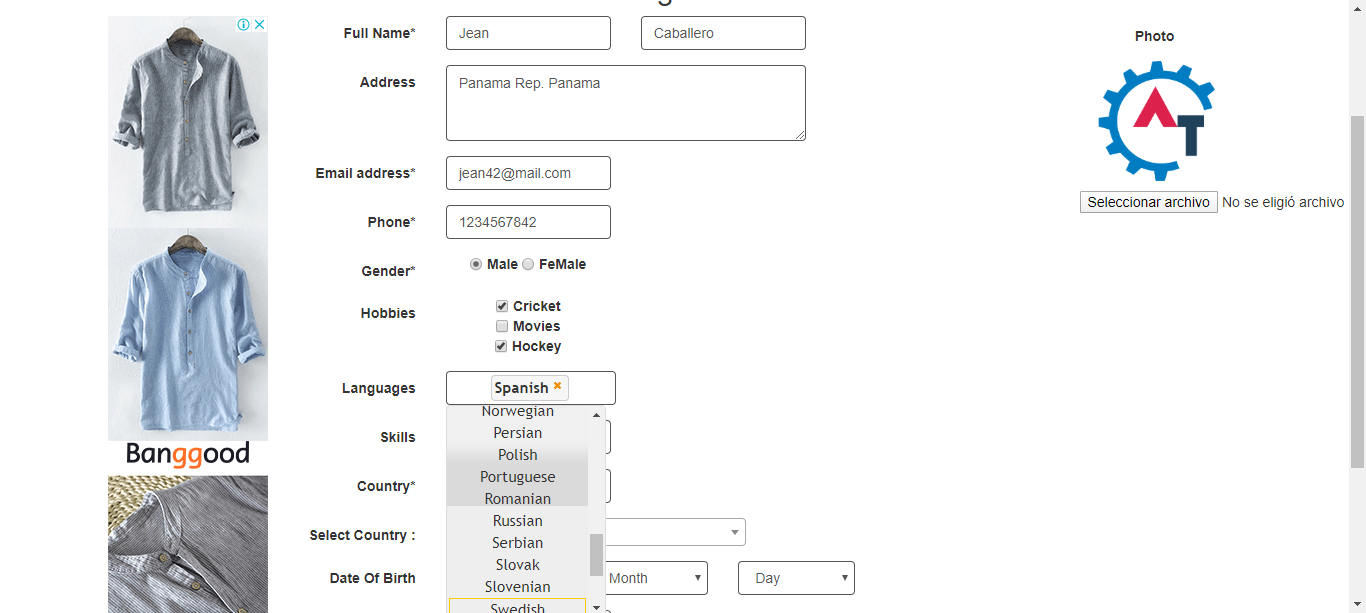 Full Name*
Jean
Caballero
Photo
Address
Panama Rep. Panama
AT
Email address*
jean42@mail.com
Seleccionar archivo No se eligió archivo
Phone*
1234567842
Gender*
Male FeMale
Hobbies
Cricket
Movies
Hockey
Languages
Spanish
Norwegian
Persian
Skills
Polish
Portuguese
Country*
Romanian
Russian
Select Country :
Serbian
Slovak
Date Of Birth
Month
Day
Slovenian
Swedish
Banggood